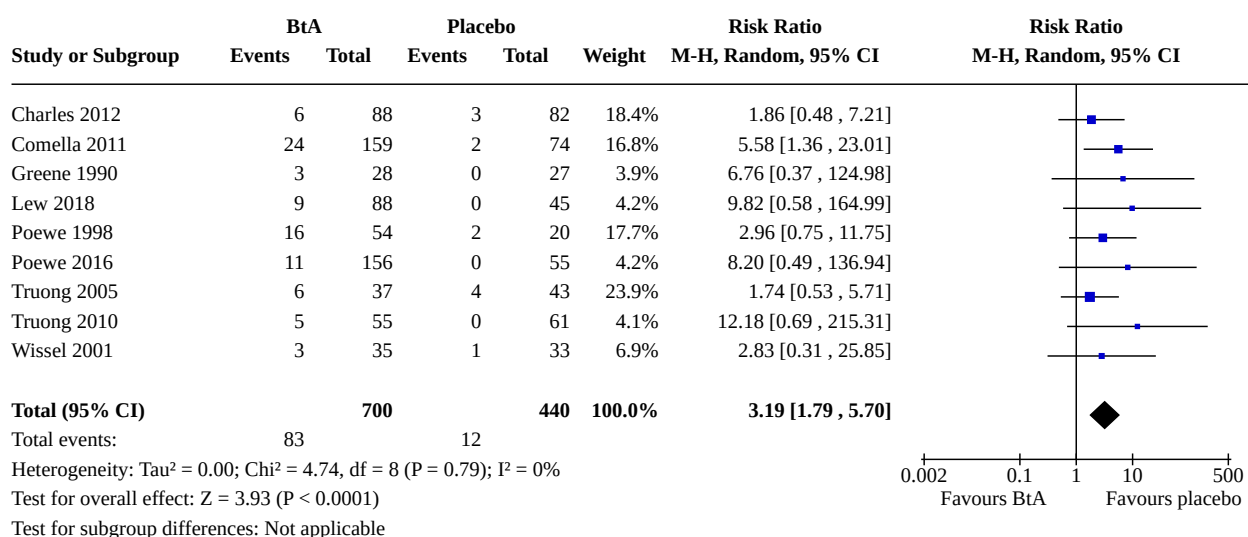 BtA Placebo Risk Ratio Risk Ratio
Study or Subgroup Events Total Events Total Weight M-H, Random, 95% CI M-H, Random, 95% CI
Charles 2012 6 88 3 82 18.4% 1.86 [0.48 , 7.21]
Comella 2011 24 159 2 74 16.8% 5.58 [1.36 , 23.01]
Greene 1990 3 28 0 27 3.9% 6.76 [0.37 , 124.98]
Lew 2018 9 88 0 45 4.2% 9.82 [0.58 , 164.99]
Poewe 1998 16 54 2 20 17.7% 2.96 [0.75 , 11.75]
Poewe 2016 11 156 0 55 4.2% 8.20 [0.49 , 136.94]
Truong 2005 6 37 4 43 23.9% 1.74 [0.53 , 5.71]
Truong 2010 5 55 0 61 4.1% 12.18 [0.69 , 215.31]
Wissel 2001 3 35 1 33 6.9% 2.83 [0.31 , 25.85]
Total (95% CI) 700 440 100.0% 3.19 [1.79 , 5.70]
Total events: 83 12
Heterogeneity: Tau² = 0.00; Chi² = 4.74, df = 8 (P = 0.79); I² = 0%
0.002 0.1 1 10 500
Test for overall effect: Z = 3.93 (P < 0.0001) Favours BtA Favours placebo
Test for subgroup differences: Not applicable